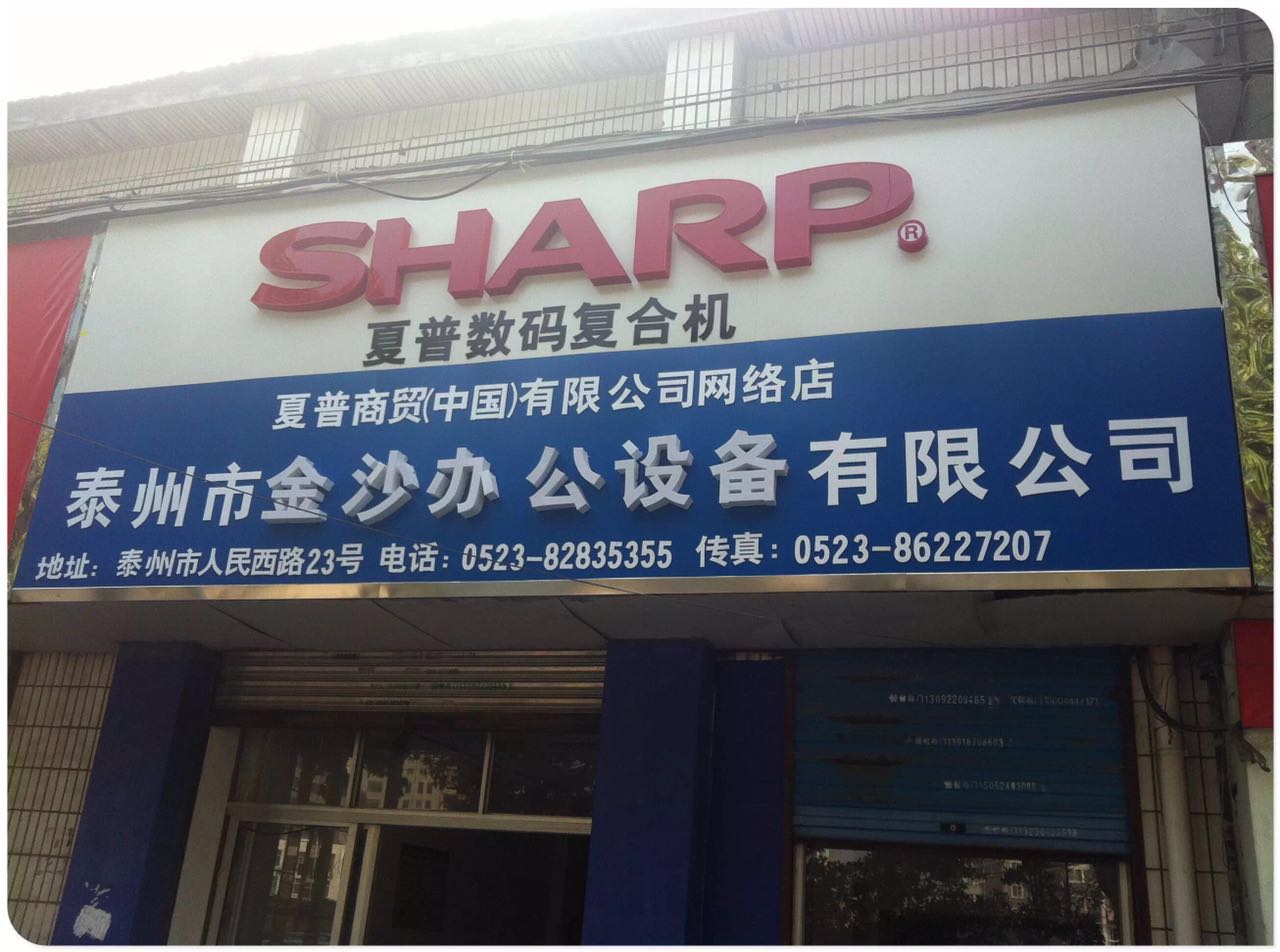 SHARP®
夏普数码复合机
夏普商贸(中国)有限公司网络店
泰州市金沙办公设备有限公司
地址：泰州市人民西路23号 电话：0523-82835355 传真：0523-86227207